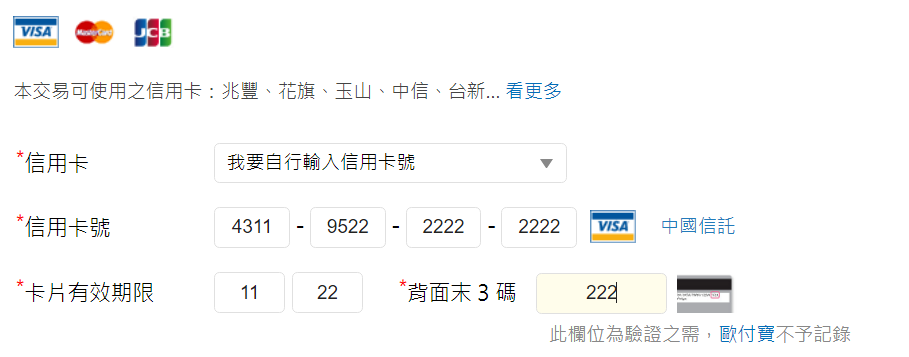 VISA MasterCard JCB
本交易可使用之信用卡：兆豐、花旗、玉山、中信、台新... 看更多
*信用卡 我要自行輸入信用卡號
*信用卡號 4311 - 9522 - 2222 - 2222 VISA 中國信託
*卡片有效期限 11 22 *背面末 3 碼 222
此欄位為驗證之需，歐付寶不予記錄